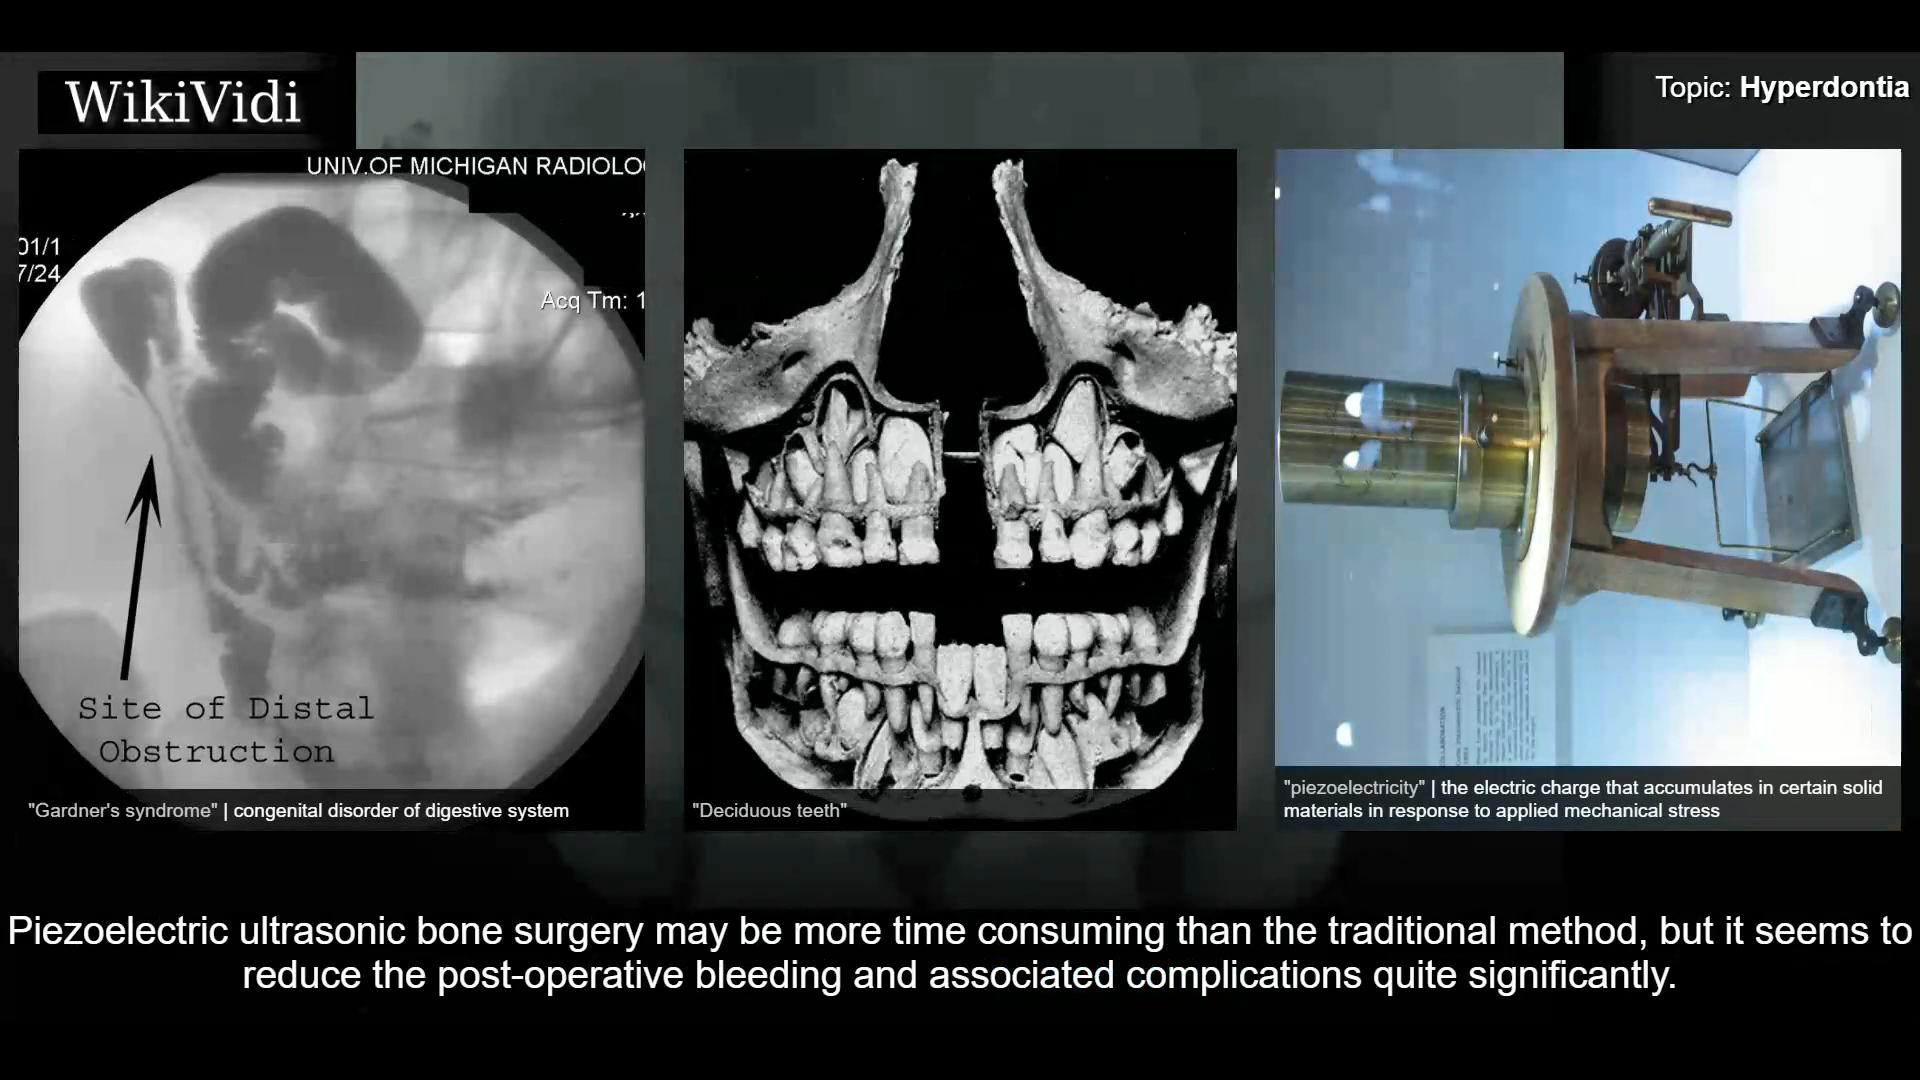 WikiVidi
Topic: Hyperdontia
UNIV.OF MICHIGAN RADIOLO
01/1
7/24
Acq Tm: 1
Site of Distal
Obstruction
"Gardner's syndrome" | congenital disorder of digestive system
"Deciduous teeth"
"piezoelectricity" | the electric charge that accumulates in certain solid
materials in response to applied mechanical stress
Piezoelectric ultrasonic bone surgery may be more time consuming than the traditional method, but it seems to
reduce the post-operative bleeding and associated complications quite significantly.